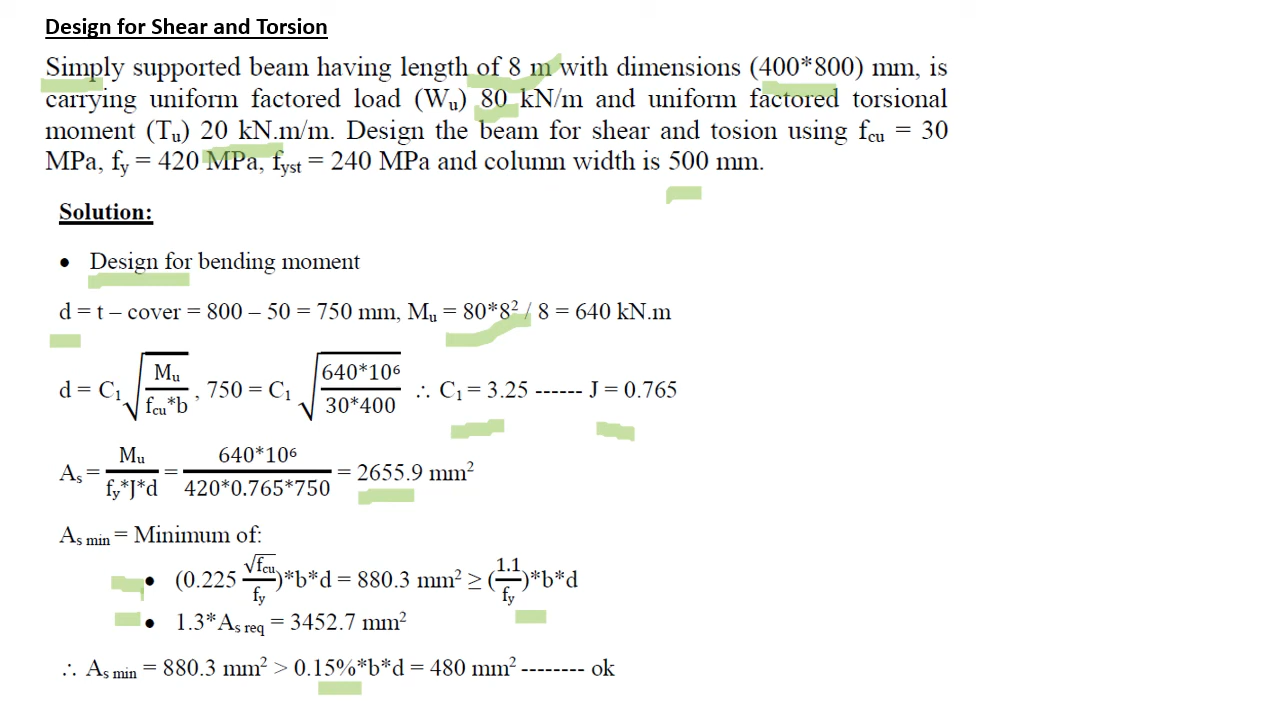 Design for Shear and Torsion
Simply supported beam having length of 8 m with dimensions (400*800) mm, is
carrying uniform factored load (Wu) 80 kN/m and uniform factored torsional
moment (Tu) 20 kN.m/m. Design the beam for shear and tosion using fcu = 30
MPa, fy = 420 MPa, fyst = 240 MPa and column width is 500 mm.
Solution:
• Design for bending moment
d = t – cover = 800 – 50 = 750 mm, Mu = 80*8² / 8 = 640 kN.m
d = C₁ √(Mu / fcu*b) , 750 = C₁ √(640*10⁶ / 30*400) ∴ C₁ = 3.25 ------ J = 0.765
As = Mu / fy*J*d = 640*10⁶ / 420*0.765*750 = 2655.9 mm²
As min = Minimum of:
• (0.225 √fcu / fy)*b*d = 880.3 mm² ≥ (1.1 / fy)*b*d
• 1.3*As req = 3452.7 mm²
∴ As min = 880.3 mm² > 0.15%*b*d = 480 mm² -------- ok